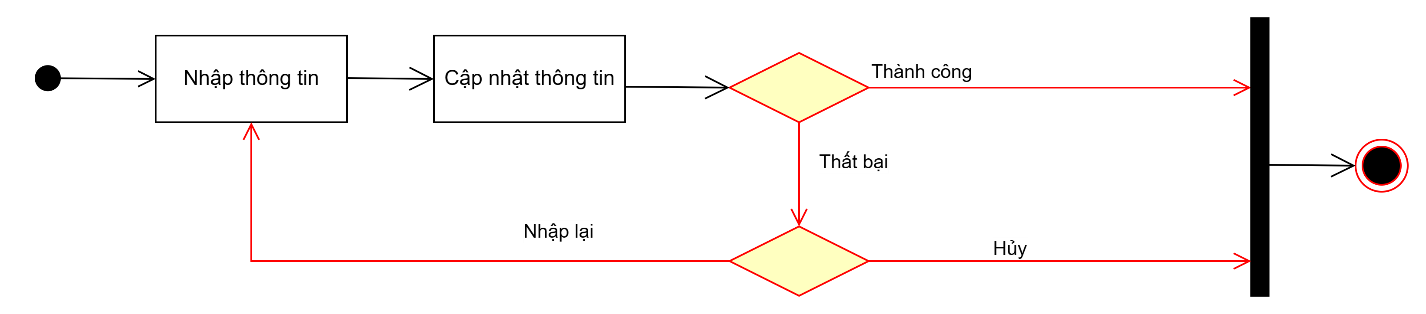 Nhập thông tin
Cập nhật thông tin
Thành công
Thất bại
Nhập lại
Hủy